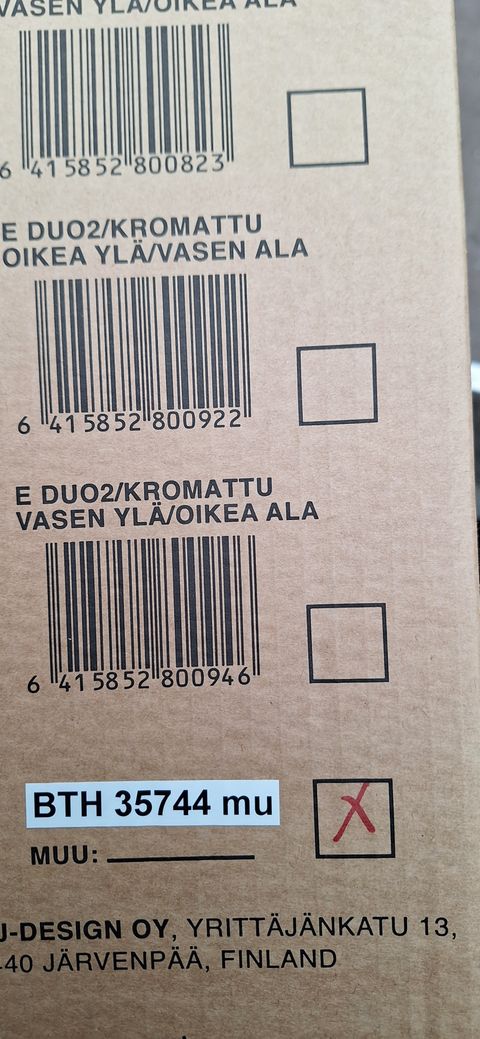 VASEN YLÄ/OIKEA ALA
6 415852 800823
E DUO2/KROMATTU
OIKEA YLÄ/VASEN ALA
6 415852 800922
E DUO2/KROMATTU
VASEN YLÄ/OIKEA ALA
6 415852 800946
BTH 35744 mu
X
MUU:
J-DESIGN OY, YRITTÄJÄNKATU 13,
40 JÄRVENPÄÄ, FINLAND